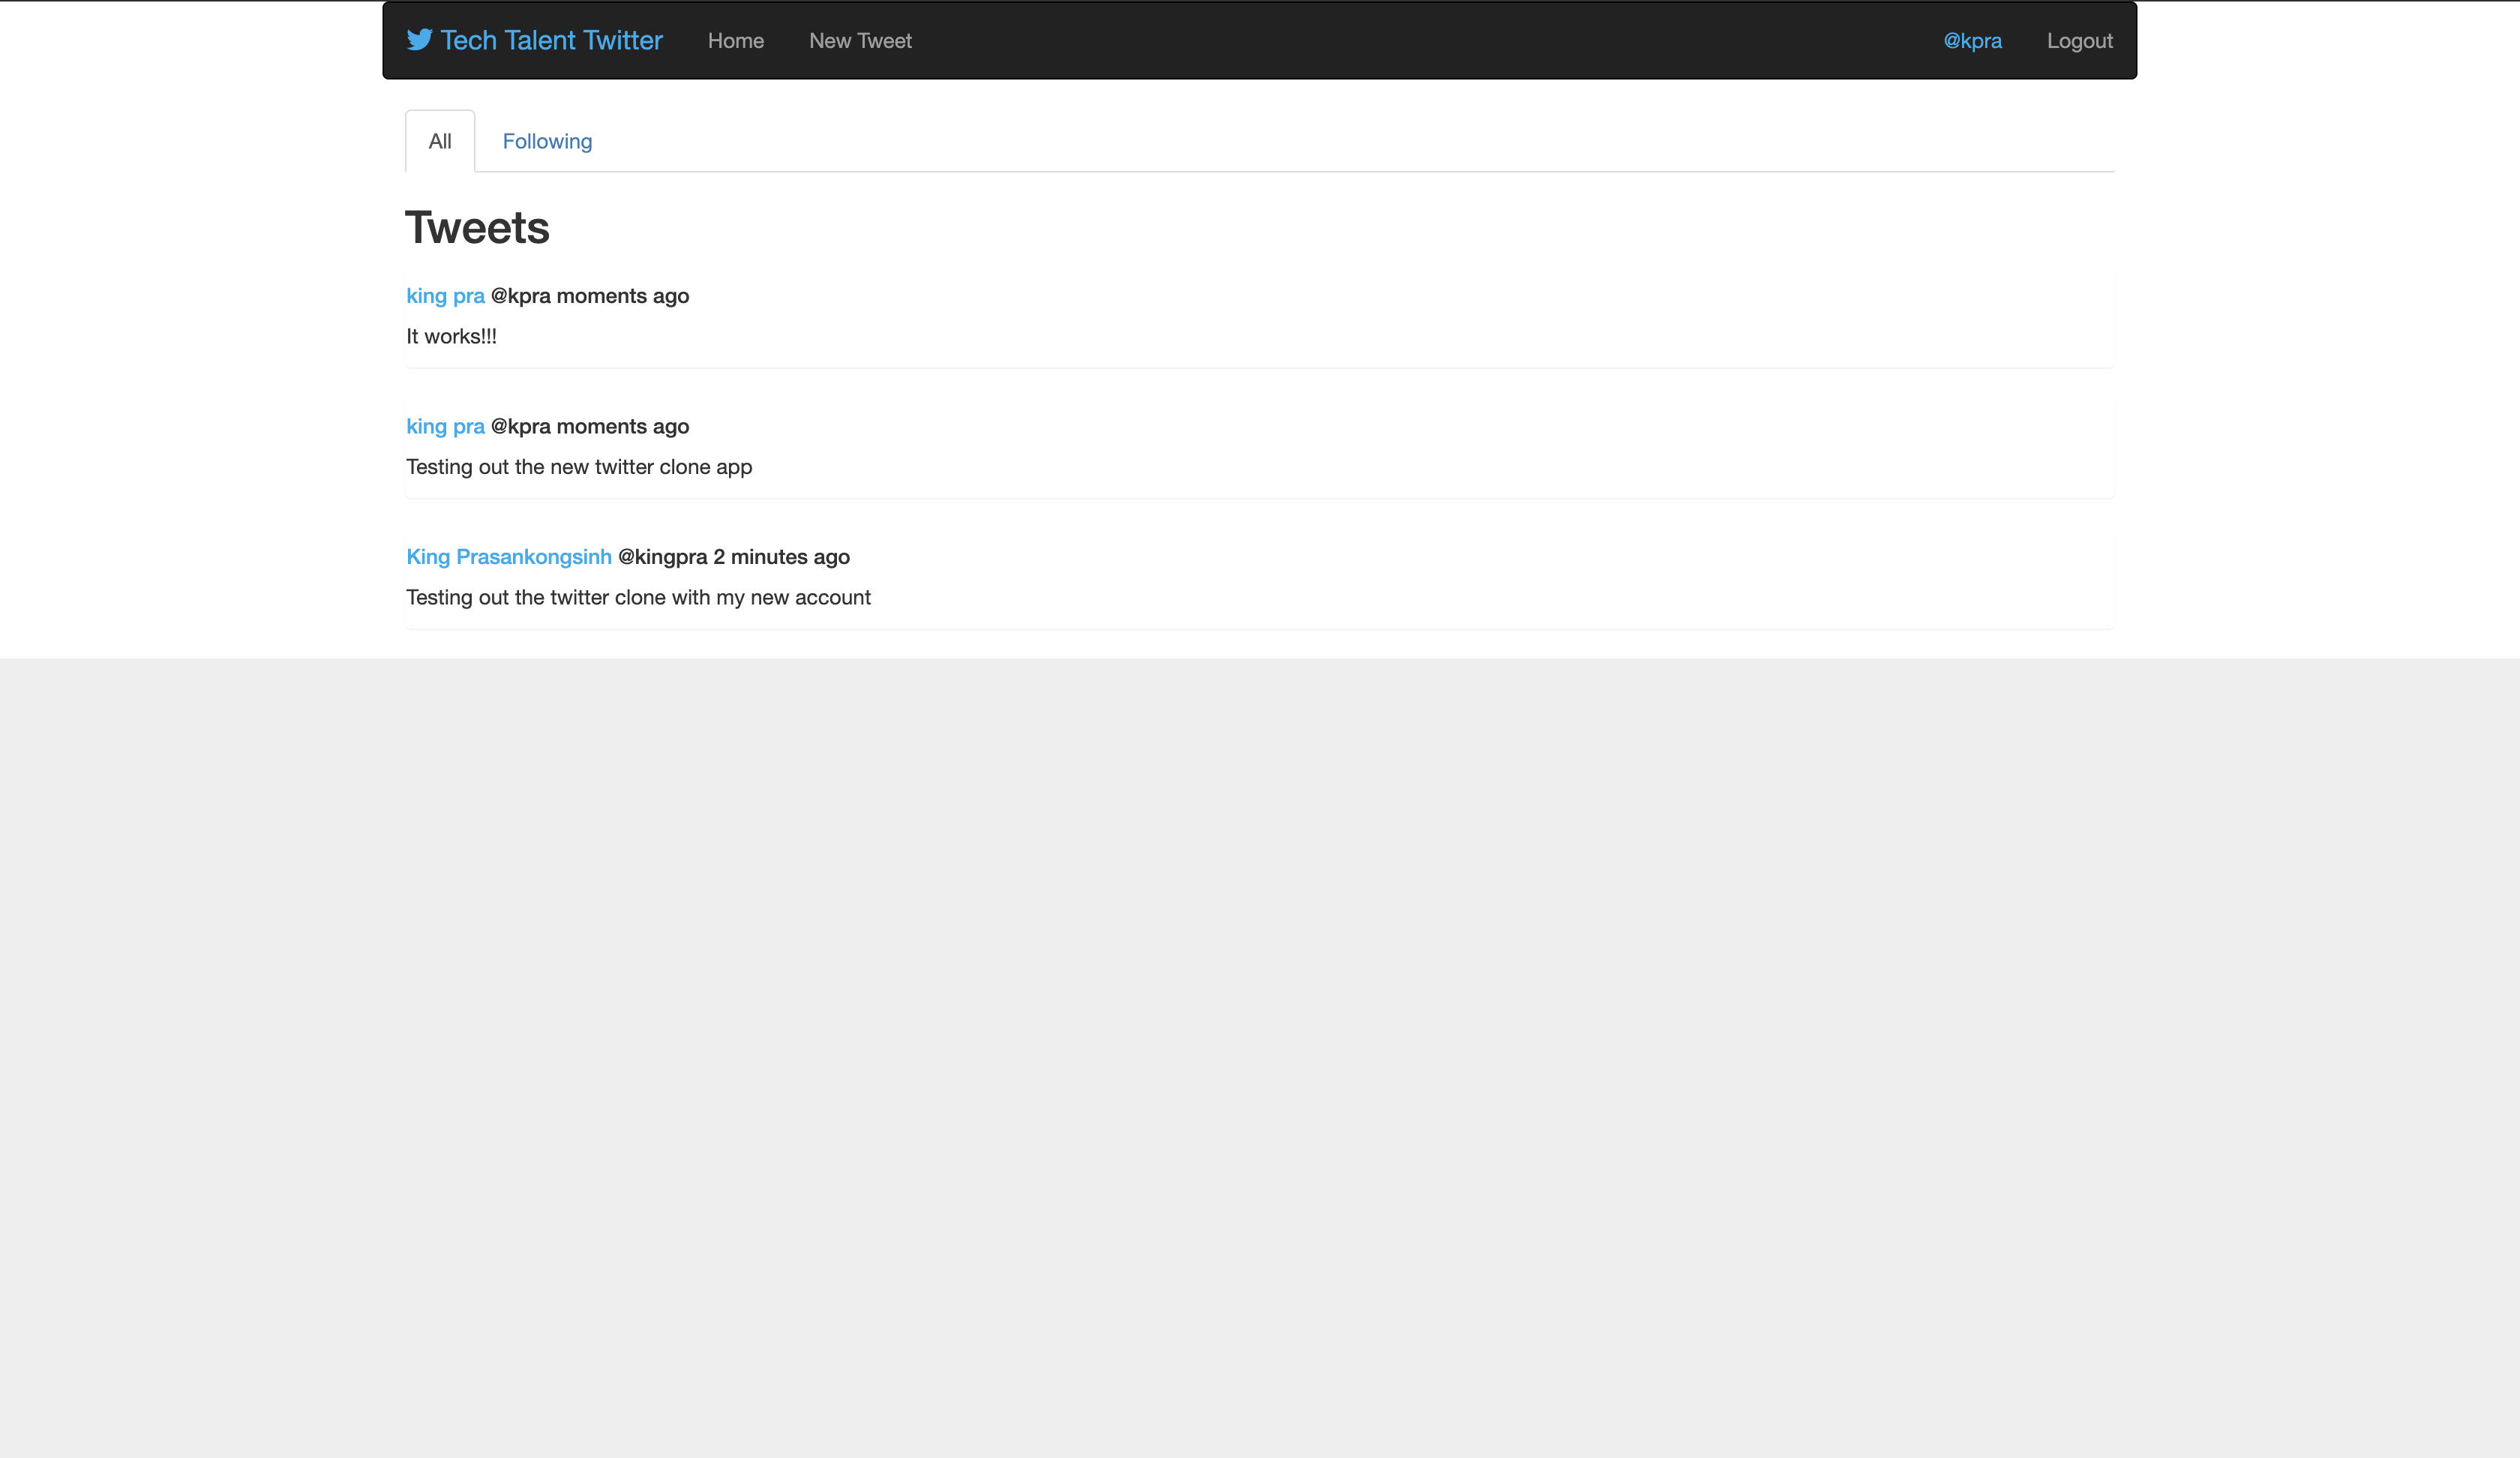 Tech Talent Twitter Home New Tweet @kpra Logout
All Following
Tweets
king pra @kpra moments ago
It works!!!
king pra @kpra moments ago
Testing out the new twitter clone app
King Prasankongsinh @kingpra 2 minutes ago
Testing out the twitter clone with my new account